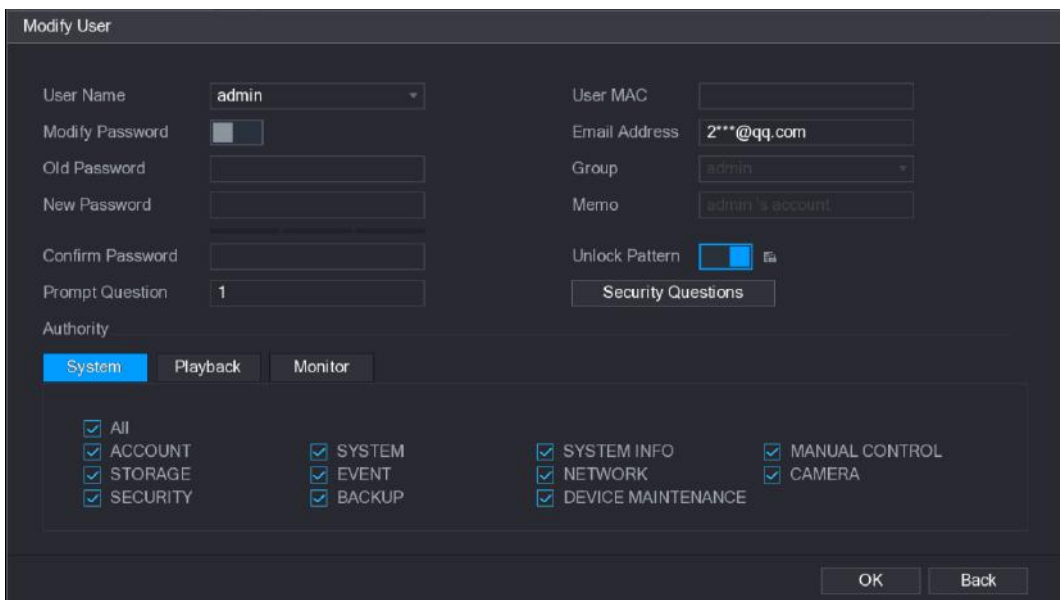 Modify User
User Name admin User MAC
Modify Password Email Address 2***@qq.com
Old Password Group admin
New Password Memo admin 's account
Confirm Password Unlock Pattern
Prompt Question 1 Security Questions
Authority
System Playback Monitor
All
ACCOUNT SYSTEM SYSTEM INFO MANUAL CONTROL
STORAGE EVENT NETWORK CAMERA
SECURITY BACKUP DEVICE MAINTENANCE
OK Back